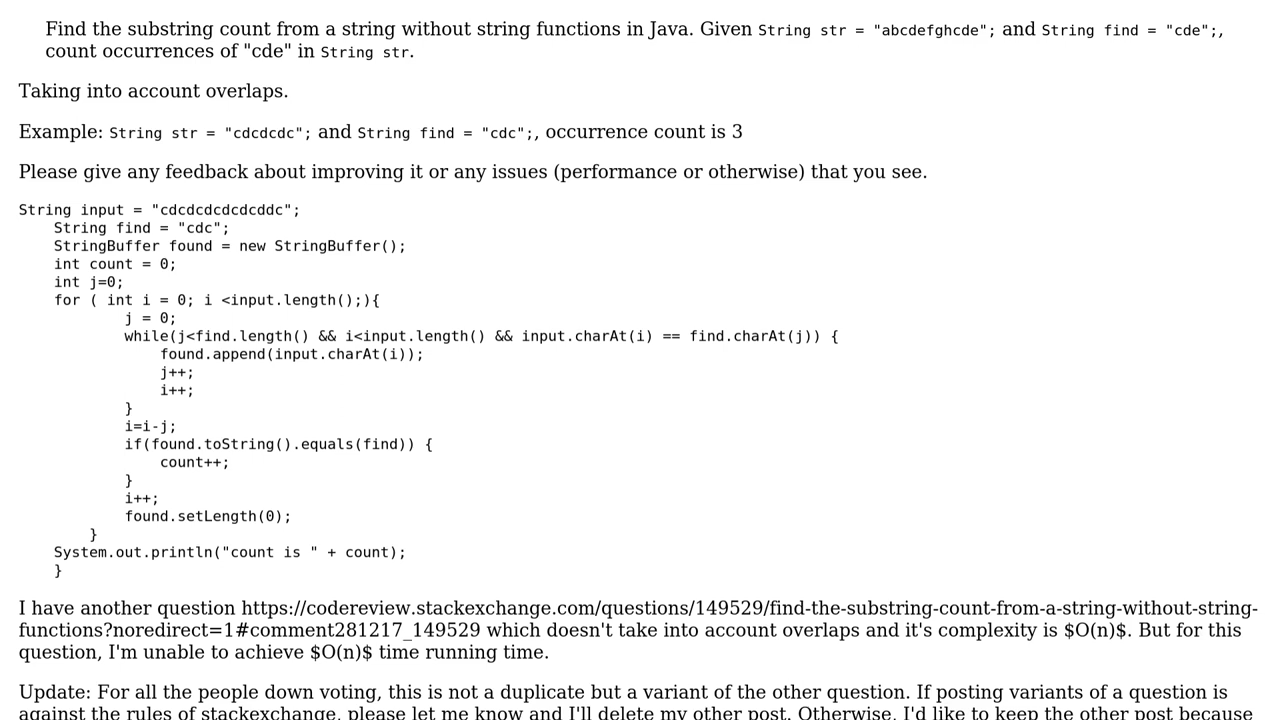 Find the substring count from a string without string functions in Java. Given String str = "abcdefghcde"; and String find = "cde";,
count occurrences of "cde" in String str.
Taking into account overlaps.
Example: String str = "cdcdcdc"; and String find = "cdc";, occurrence count is 3
Please give any feedback about improving it or any issues (performance or otherwise) that you see.
String input = "cdcdcdcdcdcddc";
    String find = "cdc";
    StringBuffer found = new StringBuffer();
    int count = 0;
    int j=0;
    for ( int i = 0; i <input.length();){
            j = 0;
            while(j<find.length() && i<input.length() && input.charAt(i) == find.charAt(j)) {
                found.append(input.charAt(i));
                j++;
                i++;
            }
            i=i-j;
            if(found.toString().equals(find)) {
                count++;
            }
            i++;
            found.setLength(0);
        }
    System.out.println("count is " + count);
    }
I have another question https://codereview.stackexchange.com/questions/149529/find-the-substring-count-from-a-string-without-string-
functions?noredirect=1#comment281217_149529 which doesn't take into account overlaps and it's complexity is $O(n)$. But for this
question, I'm unable to achieve $O(n)$ time running time.
Update: For all the people down voting, this is not a duplicate but a variant of the other question. If posting variants of a question is
against the rules of stackexchange, please let me know and I'll delete my other post. Otherwise, I'd like to keep the other post because